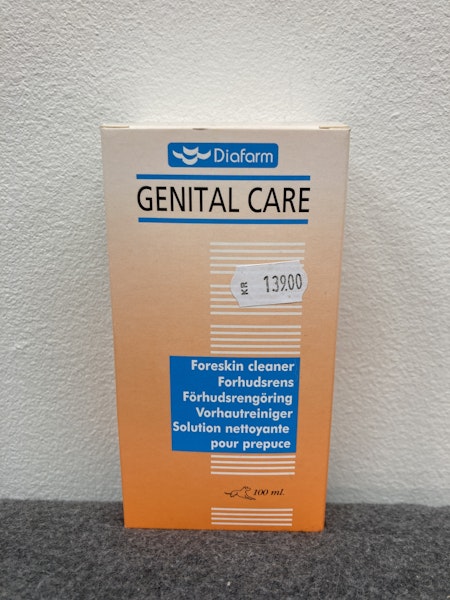 Diafarm
GENITAL CARE
KR 139.00
Foreskin cleaner
Forhudsrens
Förhudsrengöring
Vorhautreiniger
Solution nettoyante
pour prepuce
100 ml.